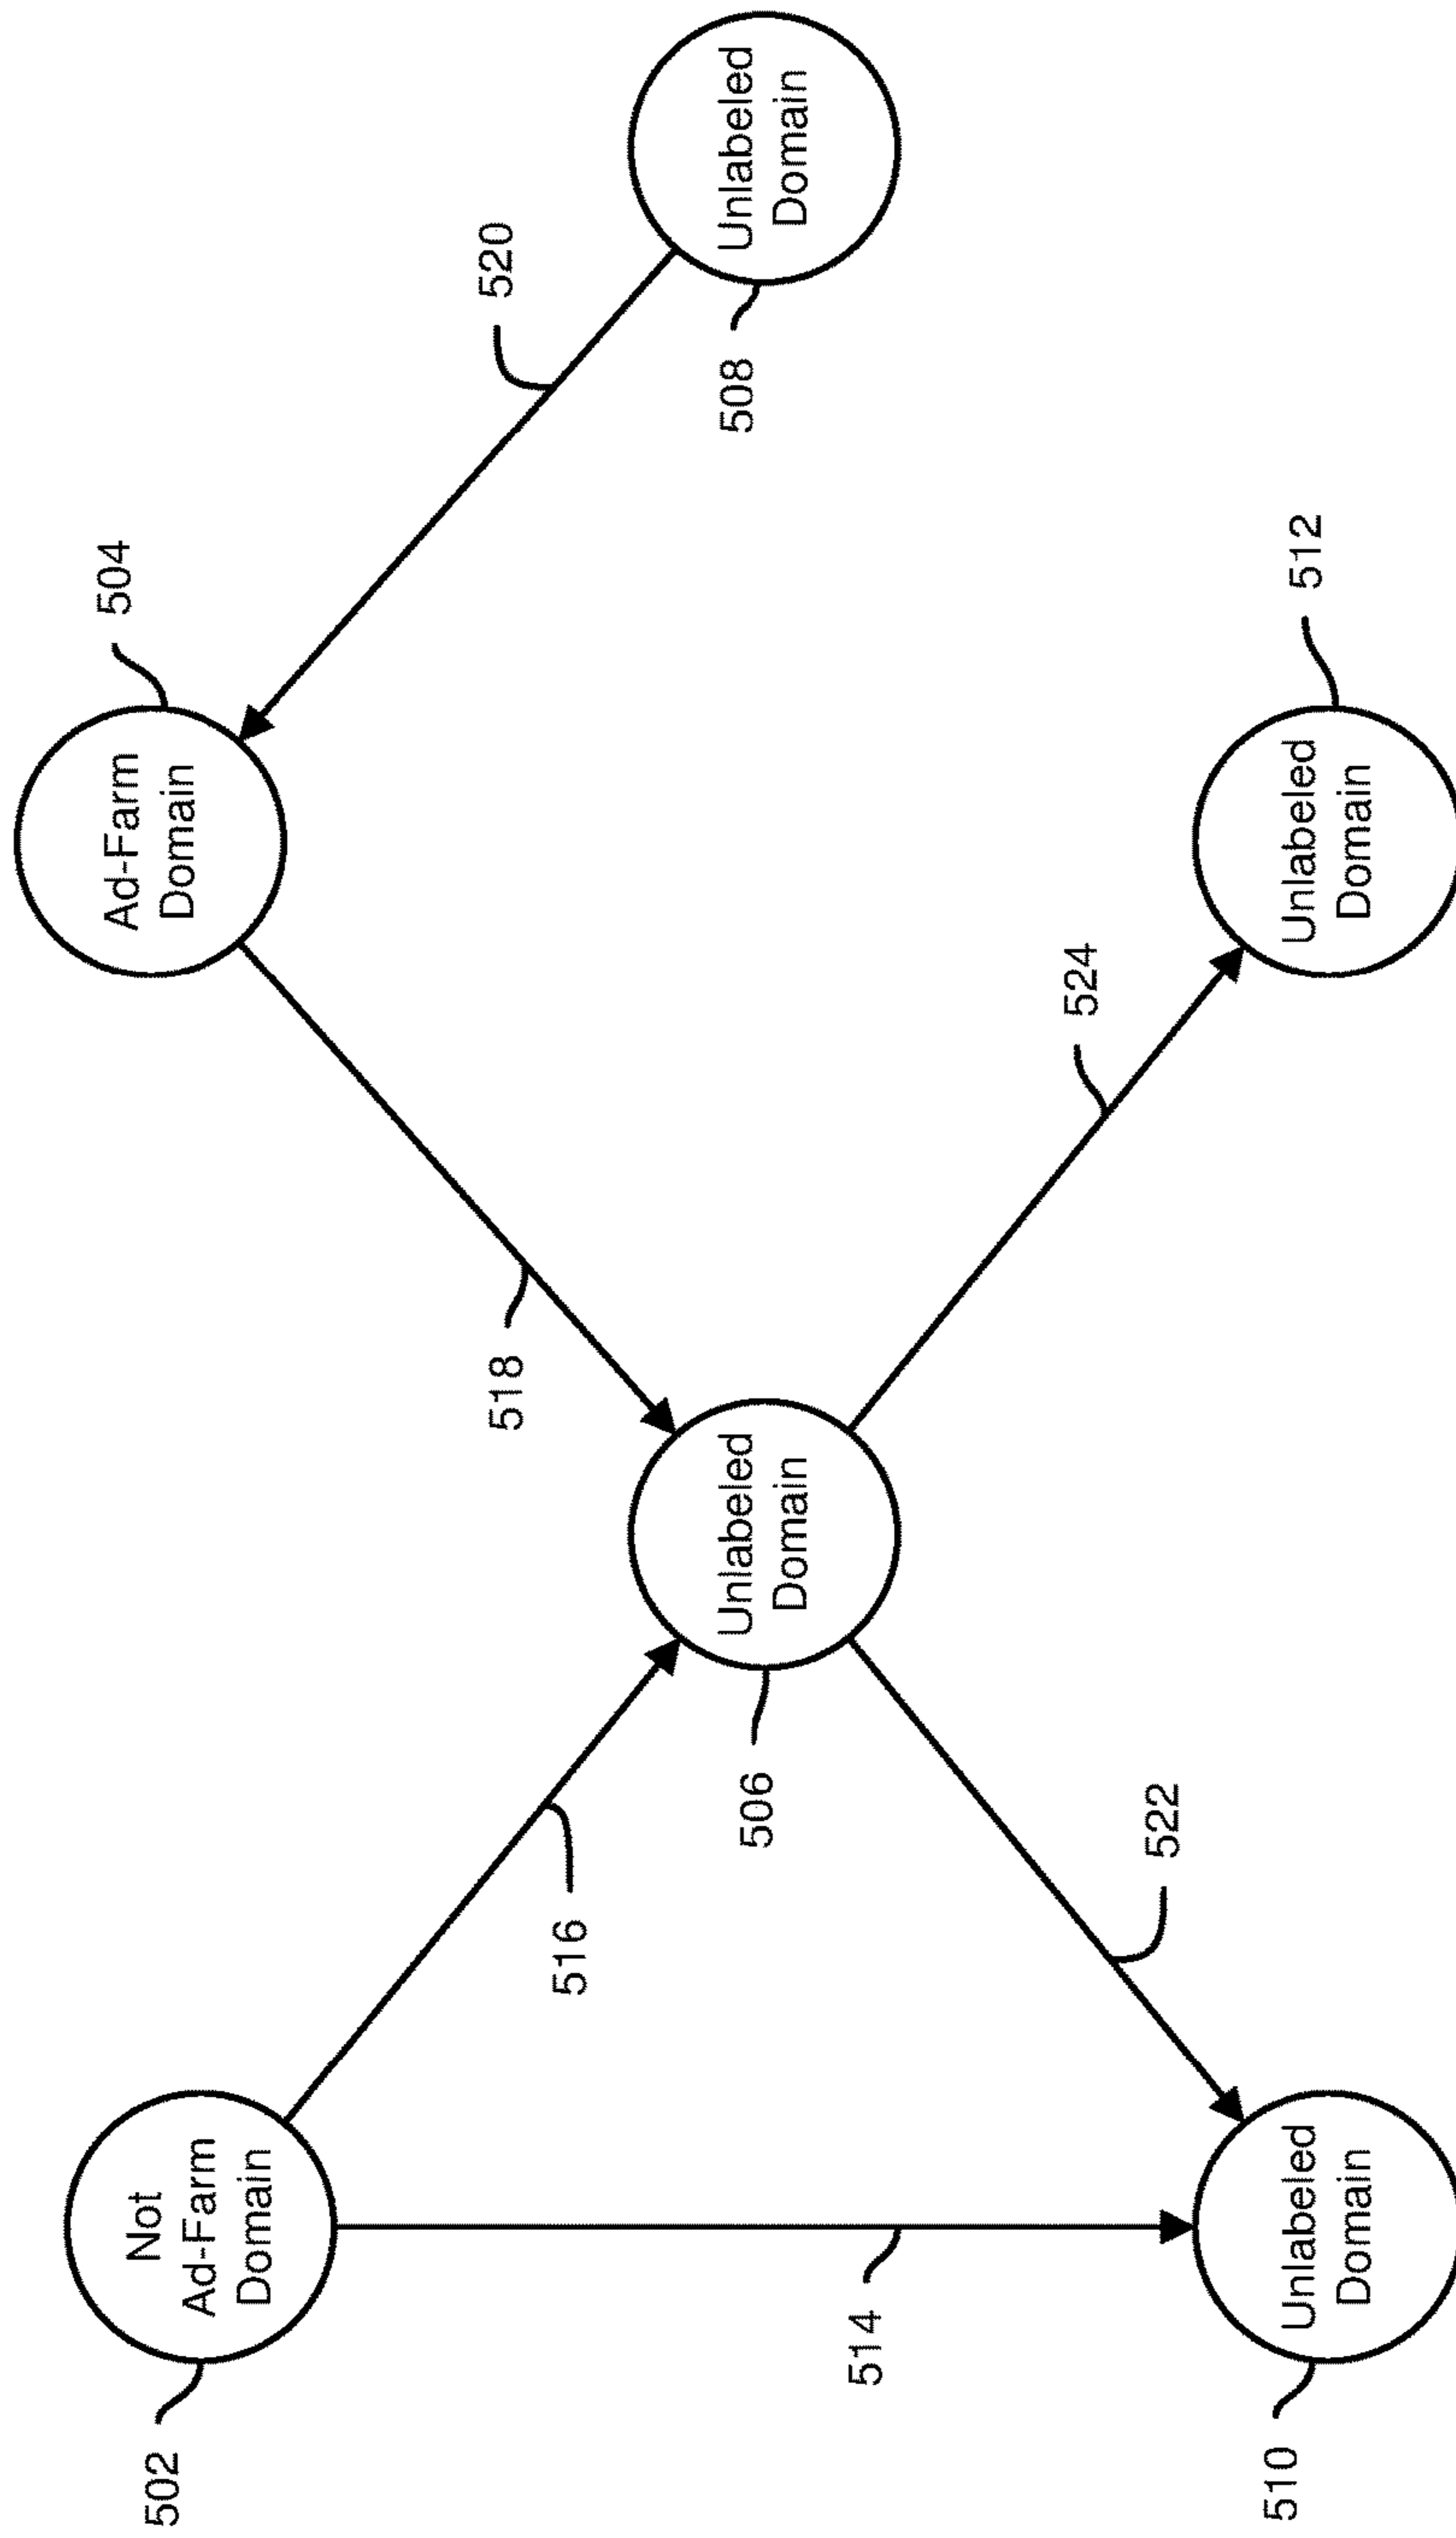 502
Not
Ad-Farm
Domain
504
Ad-Farm
Domain
516
518
520
514
506
Unlabeled
Domain
508
Unlabeled
Domain
522
524
510
Unlabeled
Domain
512
Unlabeled
Domain